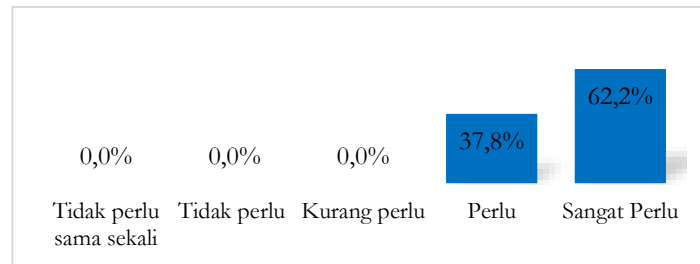 62,2%
37,8%
0,0% 0,0% 0,0%
Tidak perlu Tidak perlu Kurang perlu Perlu Sangat Perlu
sama sekali